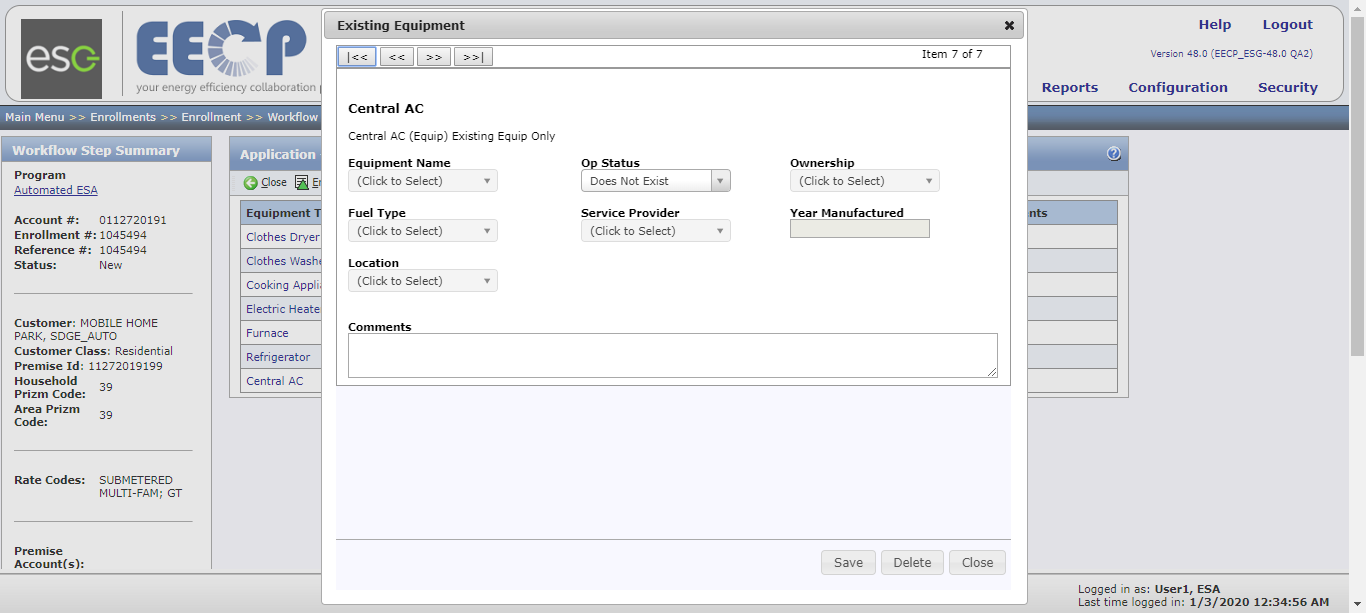 esg
EECP
your energy efficiency collaboration
Help
Logout
Version 48.0 (EECP_ESG-48.0 QA2)
Reports
Configuration
Security
Main Menu >> Enrollments >> Enrollment >> Workflow
Workflow Step Summary
Program
Automated ESA
Account #: 0112720191
Enrollment #: 1045494
Reference #: 1045494
Status: New
Customer: MOBILE HOME
PARK, SDGE_AUTO
Customer Class: Residential
Premise Id: 11272019199
Household
Prizm Code: 39
Area Prizm
Code: 39
Rate Codes: SUBMETERED
MULTI-FAM; GT
Premise
Account(s):
Application
Close
Equipment T
Clothes Dryer
Clothes Washe
Cooking Applia
Electric Heate
Furnace
Refrigerator
Central AC
nts
Existing Equipment
|<< << >> >>|
Item 7 of 7
Central AC
Central AC (Equip) Existing Equip Only
Equipment Name Op Status Ownership
(Click to Select) Does Not Exist (Click to Select)
Fuel Type Service Provider Year Manufactured
(Click to Select) (Click to Select)
Location
(Click to Select)
Comments
Save Delete Close
Logged in as: User1, ESA
Last time logged in: 1/3/2020 12:34:56 AM